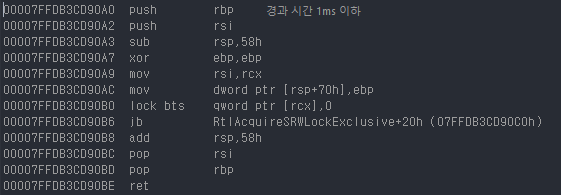 00007FFDB3CD90A0 push rbp 경과 시간 1ms 이하
00007FFDB3CD90A2 push rsi
00007FFDB3CD90A3 sub rsp,58h
00007FFDB3CD90A7 xor ebp,ebp
00007FFDB3CD90A9 mov rsi,rcx
00007FFDB3CD90AC mov dword ptr [rsp+70h],ebp
00007FFDB3CD90B0 lock bts qword ptr [rcx],0
00007FFDB3CD90B6 jb RtlAcquireSRWLockExclusive+20h (07FFDB3CD90C0h)
00007FFDB3CD90B8 add rsp,58h
00007FFDB3CD90BC pop rsi
00007FFDB3CD90BD pop rbp
00007FFDB3CD90BE ret